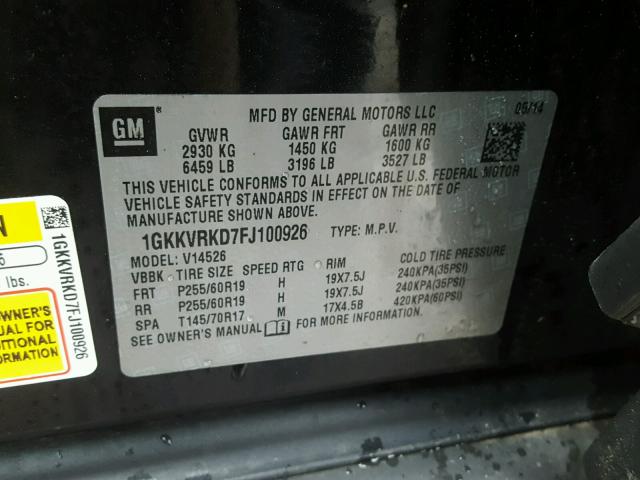 GM
MFD BY GENERAL MOTORS LLC 05/14
GVWR GAWR FRT GAWR RR
2930 KG 1450 KG 1600 KG
6459 LB 3196 LB 3527 LB
THIS VEHICLE CONFORMS TO ALL APPLICABLE U.S. FEDERAL MOTOR
VEHICLE SAFETY STANDARDS IN EFFECT ON THE DATE OF
MANUFACTURE SHOWN ABOVE.
1GKKVRKD7FJ100926 TYPE: M.P.V.
MODEL: V14526
VBBK TIRE SIZE SPEED RTG RIM COLD TIRE PRESSURE
FRT P255/60R19 H 19X7.5J 240KPA(35PSI)
RR P255/60R19 H 19X7.5J 240KPA(35PSI)
SPA T145/70R17 M 17X4.5B 420KPA(60PSI)
SEE OWNER'S MANUAL FOR MORE INFORMATION.
N
6
lbs.
OWNER'S
UAL FOR
DITIONAL
ORMATION
1GKKVRKD7FJ100926